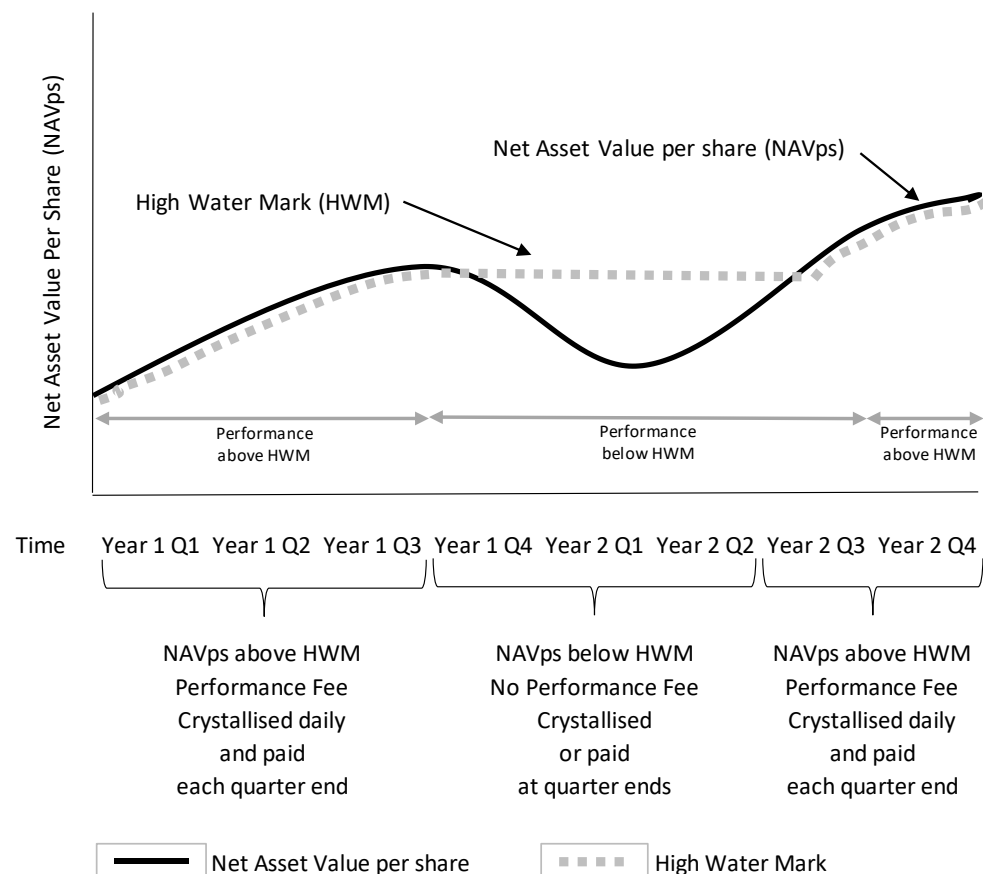 Net Asset Value Per Share (NAVps)
Net Asset Value per share (NAVps)
High Water Mark (HWM)
Performance
above HWM
Performance
below HWM
Performance
above HWM
Time Year 1 Q1 Year 1 Q2 Year 1 Q3 Year 1 Q4 Year 2 Q1 Year 2 Q2 Year 2 Q3 Year 2 Q4
NAVps above HWM
Performance Fee
Crystallised daily
and paid
each quarter end
NAVps below HWM
No Performance Fee
Crystallised
or paid
at quarter ends
NAVps above HWM
Performance Fee
Crystallised daily
and paid
each quarter end
Net Asset Value per share
High Water Mark